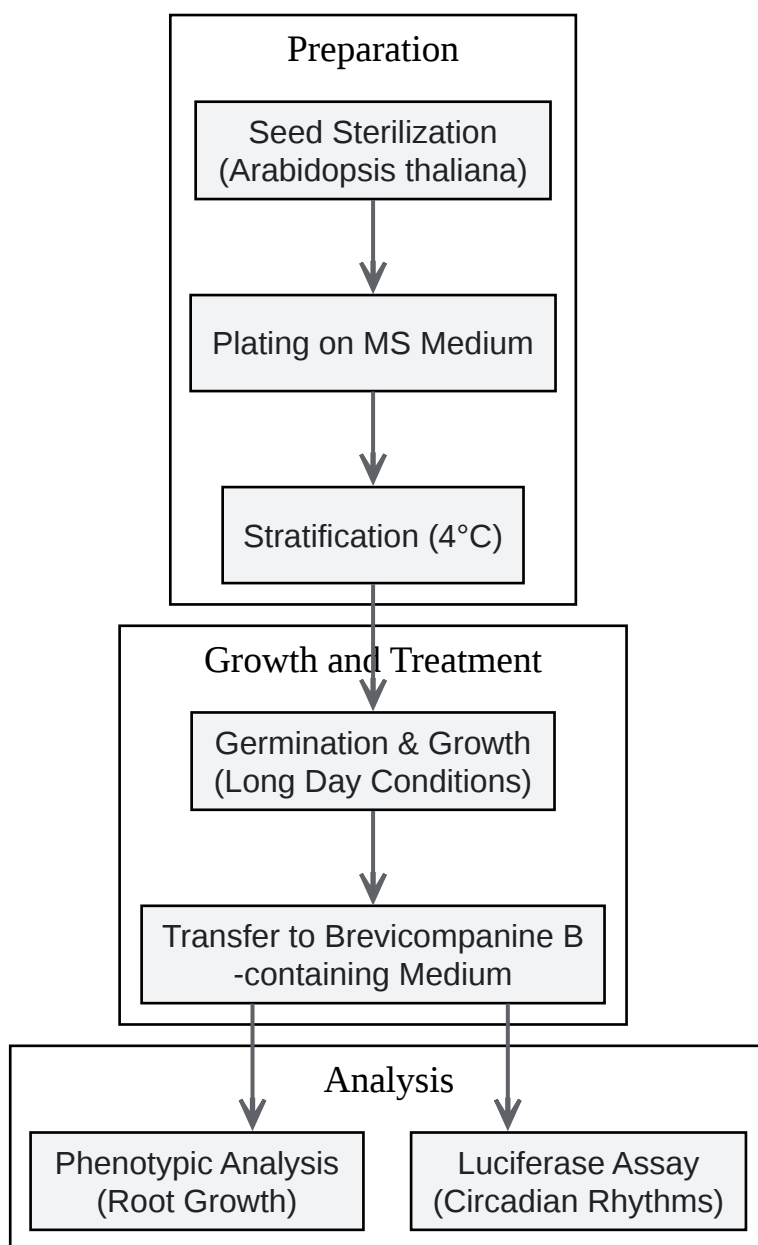 Preparation
Seed Sterilization
(Arabidopsis thaliana)
Plating on MS Medium
Stratification (4°C)
Growth and Treatment
Germination & Growth
(Long Day Conditions)
Transfer to Brevicompanine B
-containing Medium
Analysis
Phenotypic Analysis
(Root Growth)
Luciferase Assay
(Circadian Rhythms)